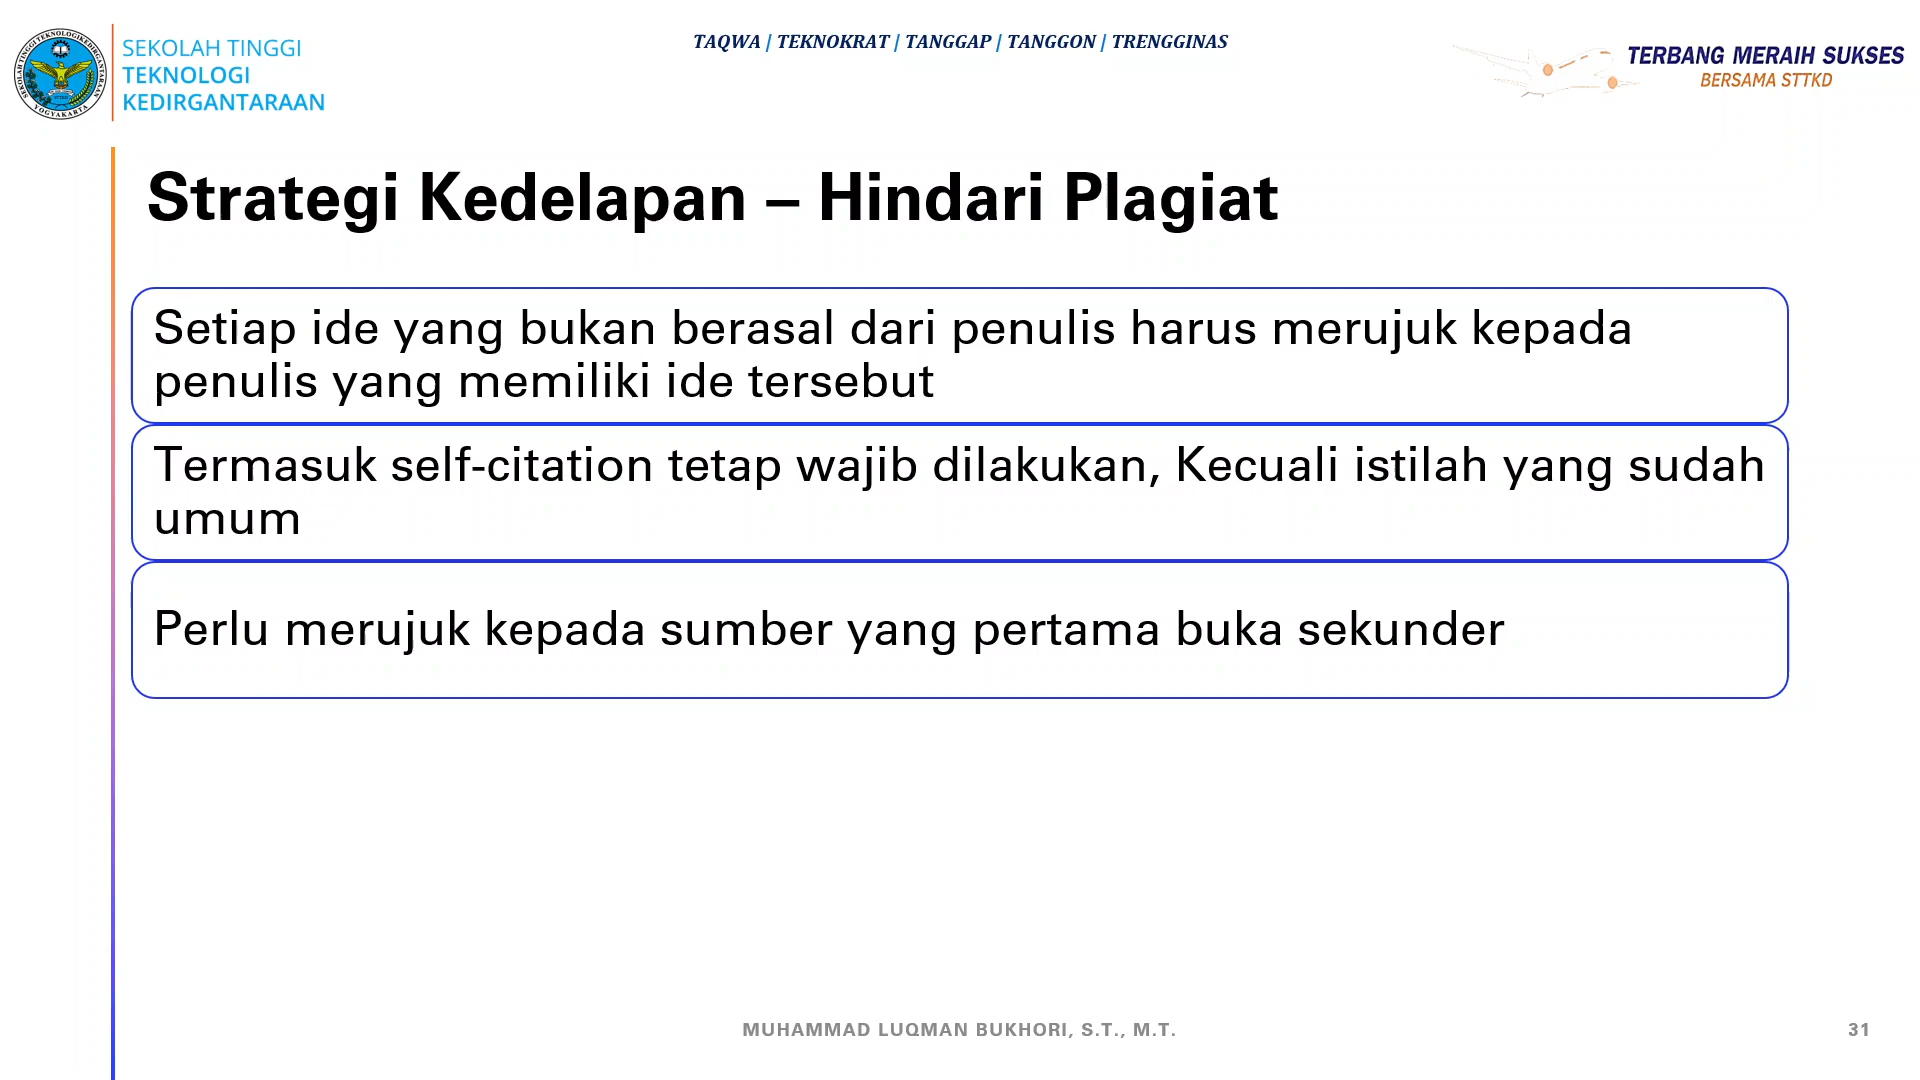 SEKOLAH TINGGI
TEKNOLOGI
KEDIRGANTARAAN
TAQWA | TEKNOKRAT | TANGGAP | TANGGON | TRENGGINAS
TERBANG MERAIH SUKSES
BERSAMA STTKD
Strategi Kedelapan – Hindari Plagiat
Setiap ide yang bukan berasal dari penulis harus merujuk kepada
penulis yang memiliki ide tersebut
Termasuk self-citation tetap wajib dilakukan, Kecuali istilah yang sudah
umum
Perlu merujuk kepada sumber yang pertama buka sekunder
MUHAMMAD LUQMAN BUKHORI, S.T., M.T.
31